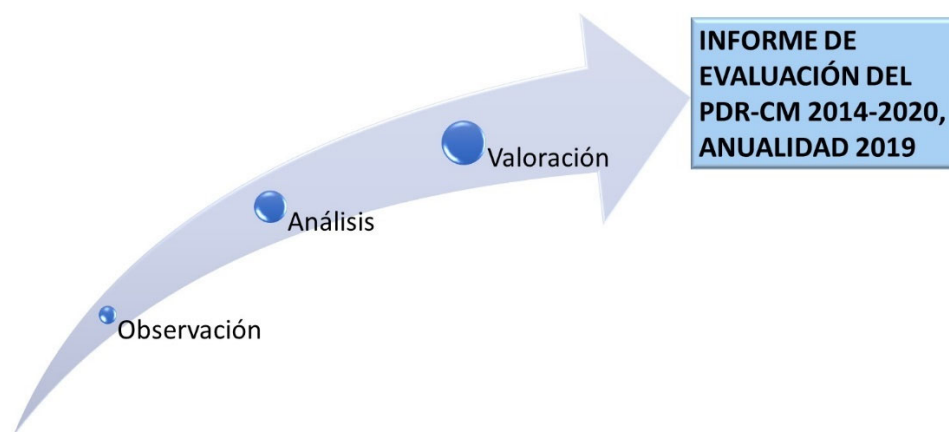 INFORME DE
EVALUACIÓN DEL
PDR-CM 2014-2020,
ANUALIDAD 2019
Valoración
Análisis
Observación